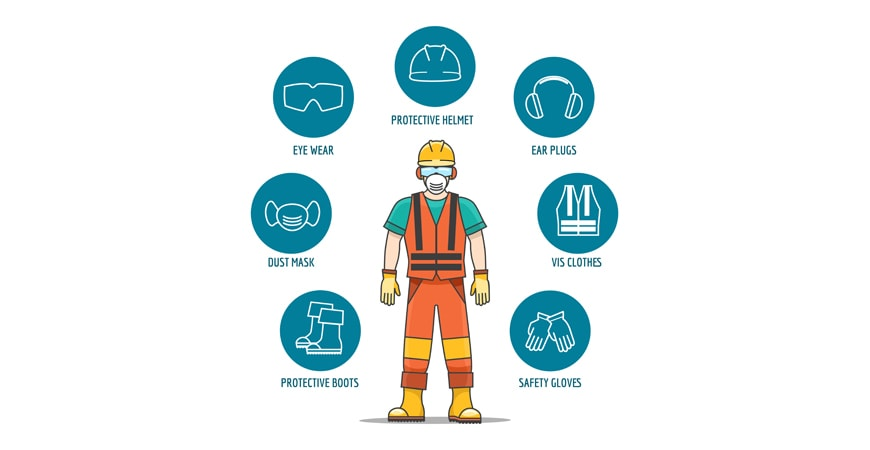 PROTECTIVE HELMET
EYE WEAR
EAR PLUGS
DUST MASK
VIS CLOTHES
PROTECTIVE BOOTS
SAFETY GLOVES